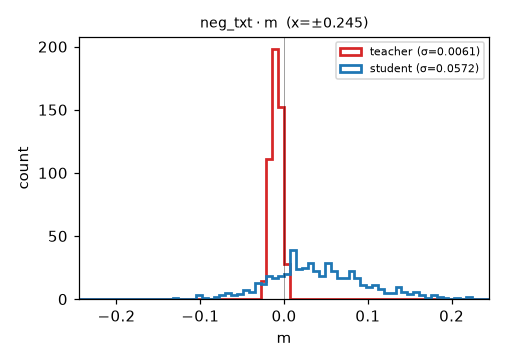 neg_txt · m  (x=±0.245)
teacher (σ=0.0061)
student (σ=0.0572)
200
150
100
50
0
count
−0.2
−0.1
0.0
0.1
0.2
m